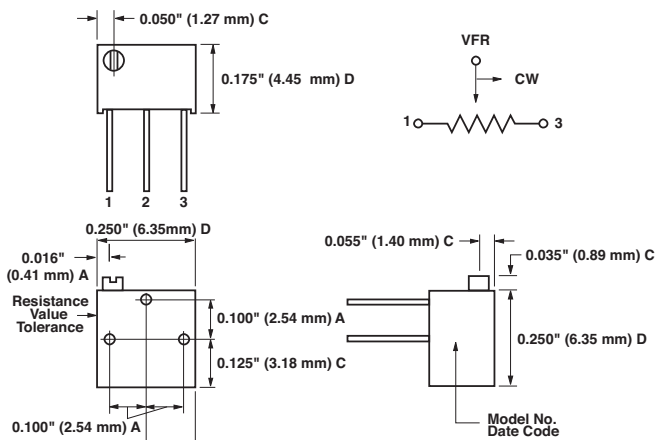 0.050" (1.27 mm) C
VFR
CW
0.175" (4.45 mm) D
1
3
1 2 3
0.250" (6.35mm) D
0.016"
(0.41 mm) A
0.055" (1.40 mm) C
0.035" (0.89 mm) C
Resistance
Value
Tolerance
0.100" (2.54 mm) A
0.125" (3.18 mm) C
0.250" (6.35 mm) D
0.100" (2.54 mm) A
Model No.
Date Code